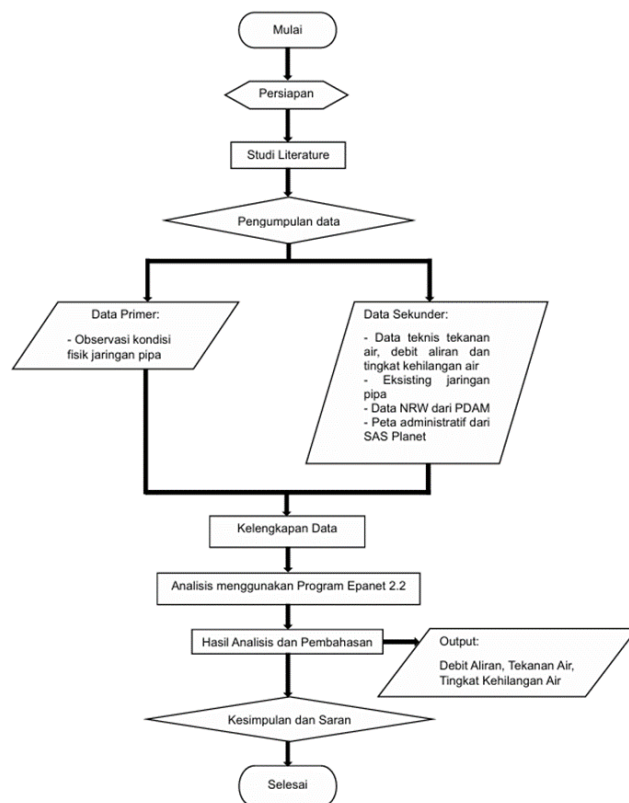 Mulai
Persiapan
Studi Literature
Pengumpulan data
Data Primer:
- Observasi kondisi
fisik jaringan pipa
Data Sekunder:
- Data teknis tekanan
air, debit aliran dan
tingkat kehilangan air
- Eksisting jaringan
pipa
- Data NRW dari PDAM
- Peta administratif dari
SAS Planet
Kelengkapan Data
Analisis menggunakan Program Epanet 2.2
Hasil Analisis dan Pembahasan
Output:
Debit Aliran, Tekanan Air,
Tingkat Kehilangan Air
Kesimpulan dan Saran
Selesai